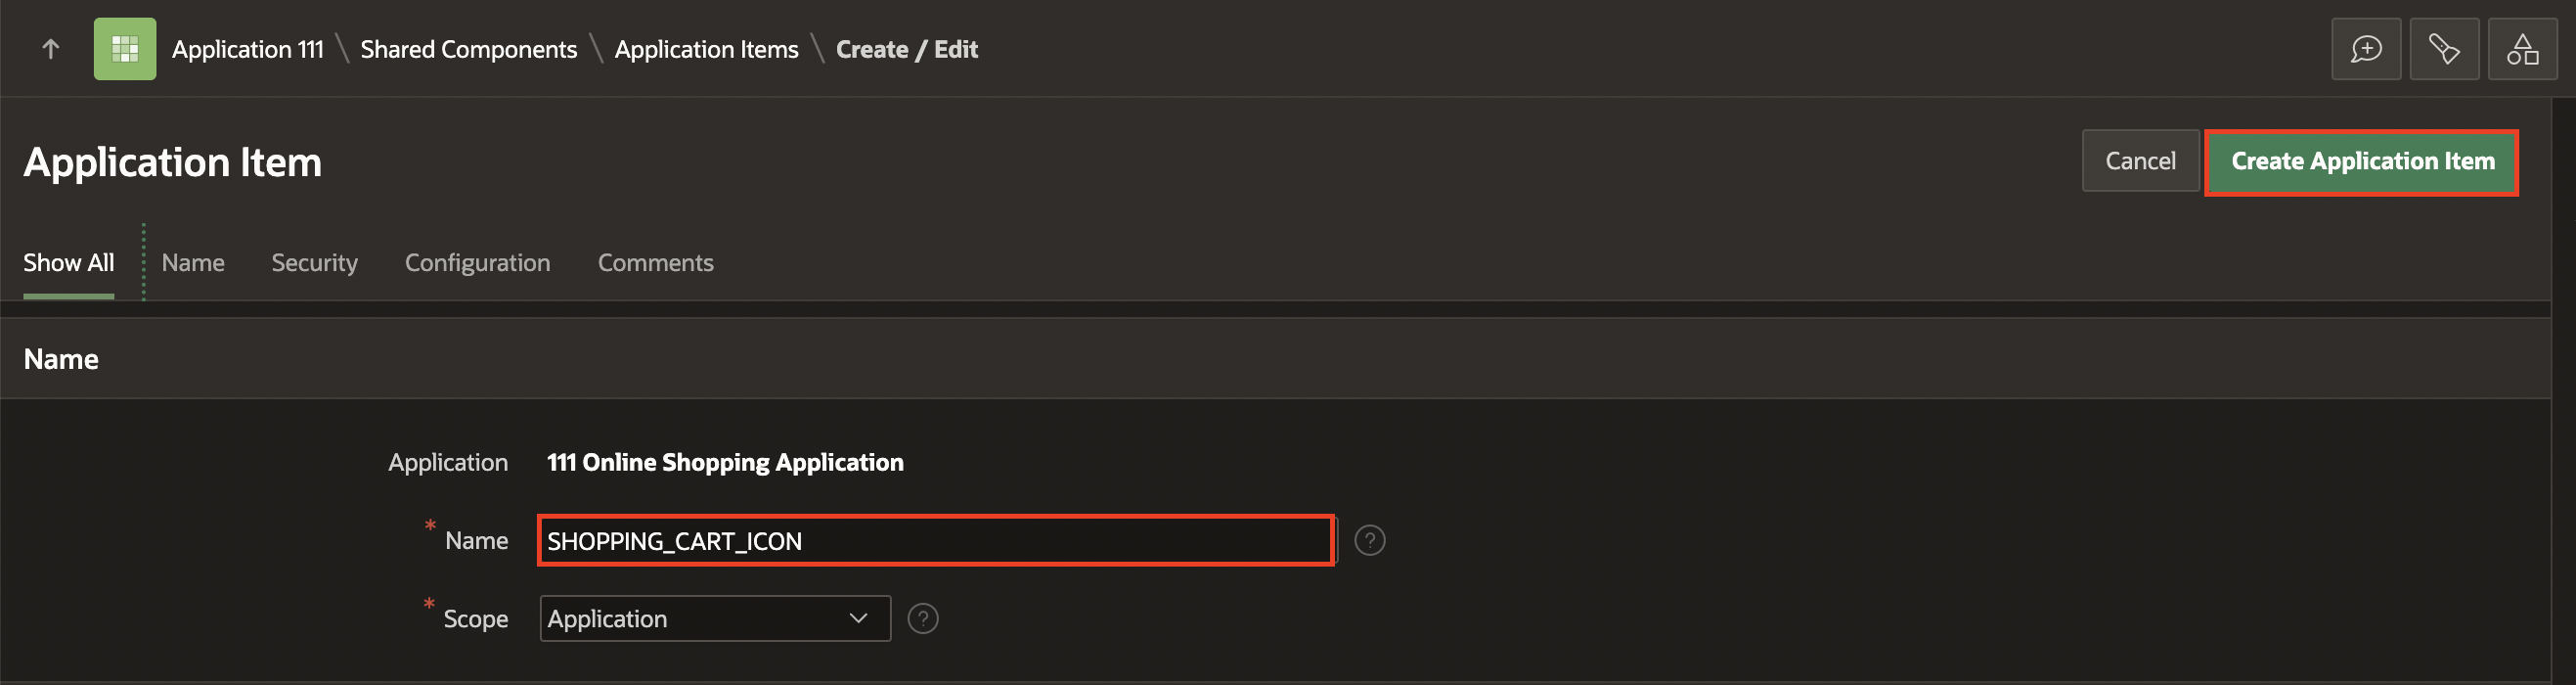 Application 111 \ Shared Components \ Application Items \ Create / Edit
Application Item
Cancel
Create Application Item
Show All
Name
Security
Configuration
Comments
Name
Application 111 Online Shopping Application
* Name SHOPPING_CART_ICON ?
* Scope Application ?